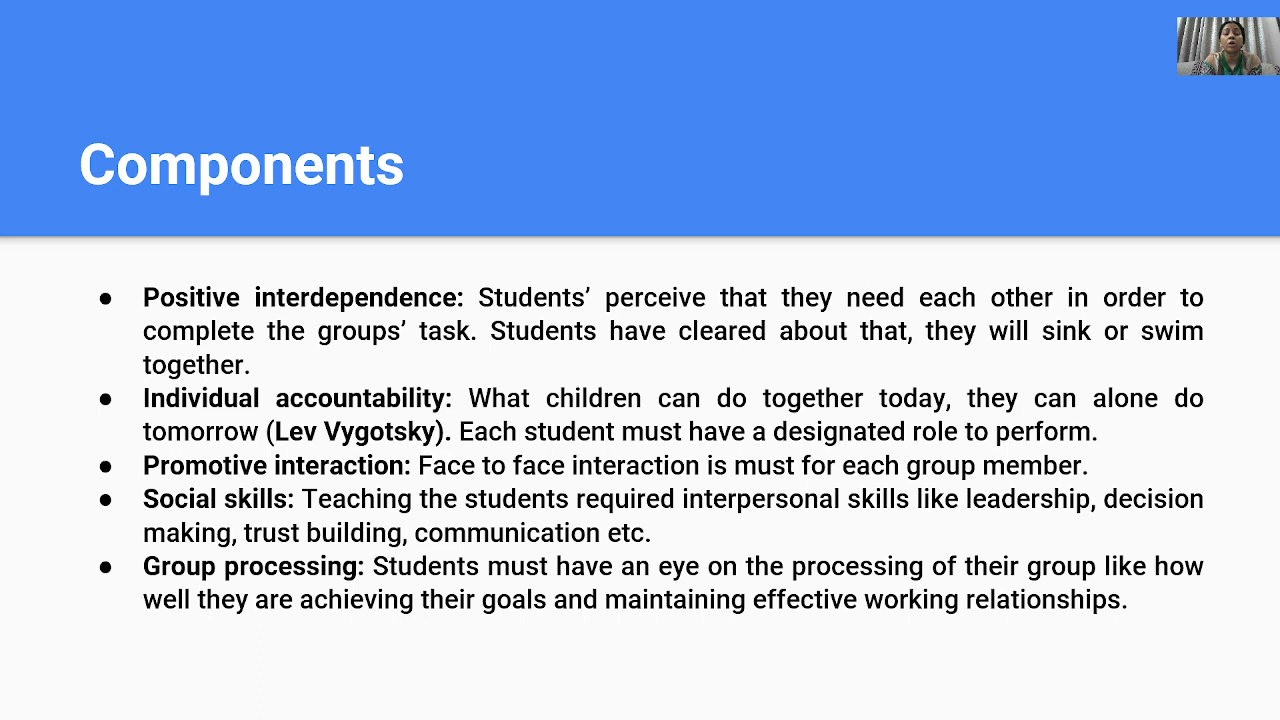 Components
● Positive interdependence: Students’ perceive that they need each other in order to
complete the groups’ task. Students have cleared about that, they will sink or swim
together.
● Individual accountability: What children can do together today, they can alone do
tomorrow (Lev Vygotsky). Each student must have a designated role to perform.
● Promotive interaction: Face to face interaction is must for each group member.
● Social skills: Teaching the students required interpersonal skills like leadership, decision
making, trust building, communication etc.
● Group processing: Students must have an eye on the processing of their group like how
well they are achieving their goals and maintaining effective working relationships.